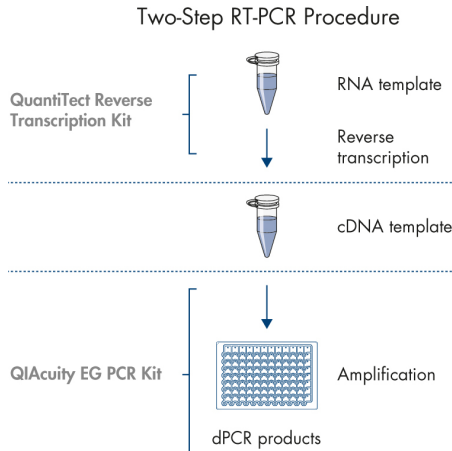 Two-Step RT-PCR Procedure
QuantiTect Reverse
Transcription Kit
RNA template
Reverse
transcription
cDNA template
QIAcuity EG PCR Kit
Amplification
dPCR products